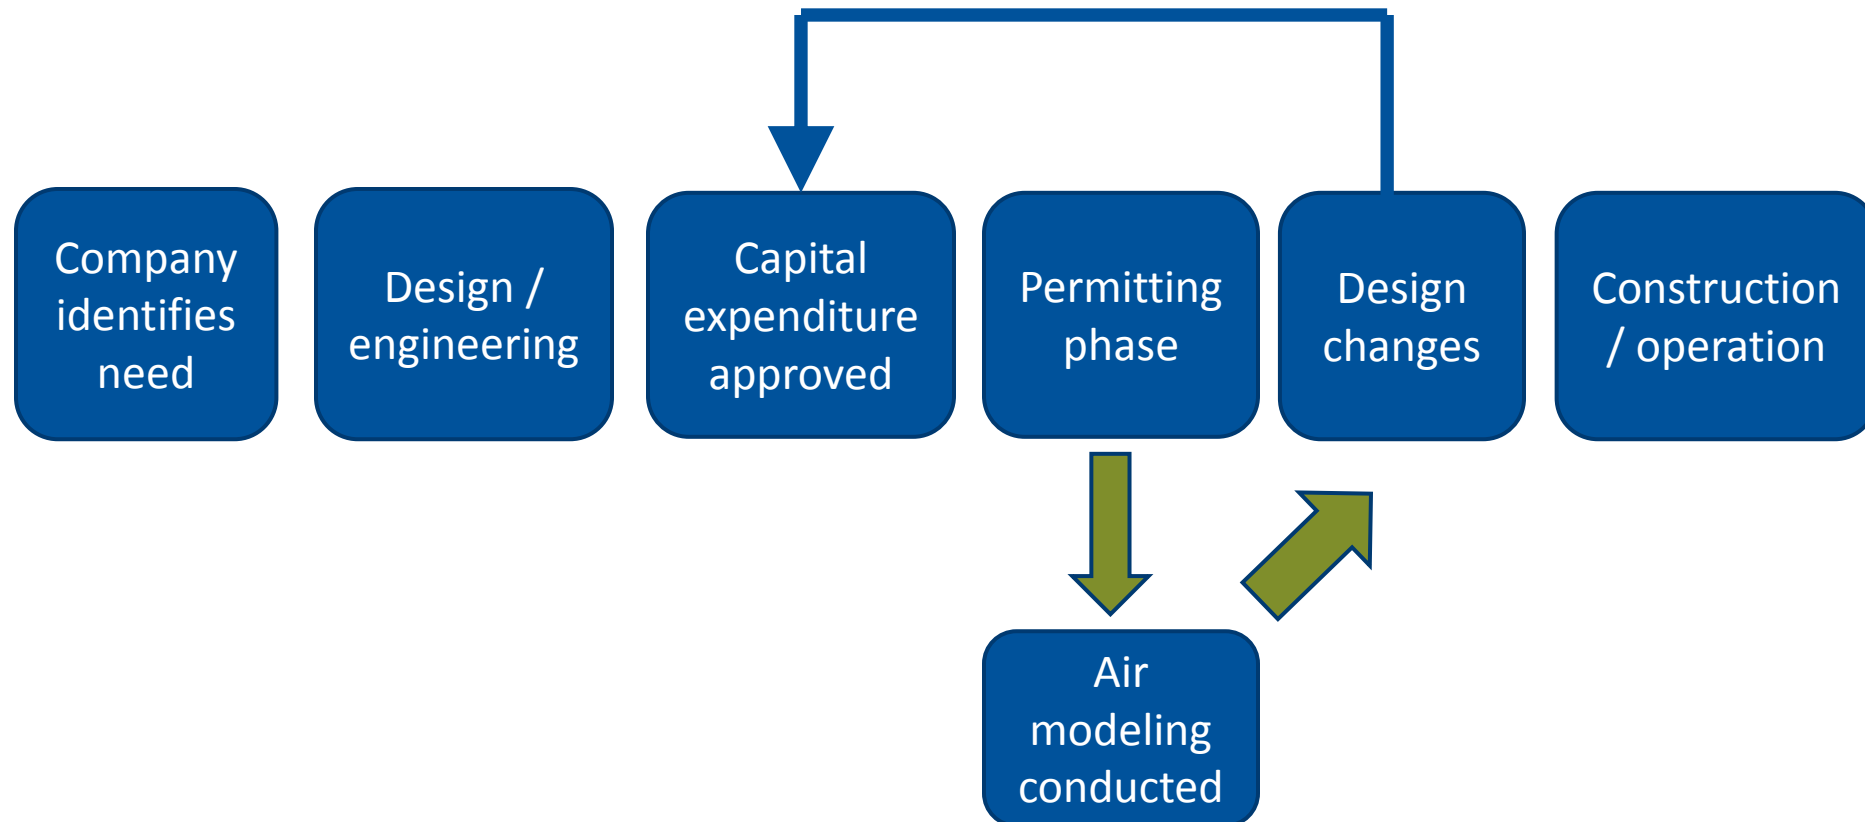 Company
identifies
need
Design /
engineering
Capital
expenditure
approved
Permitting
phase
Design
changes
Construction
/ operation
Air
modeling
conducted